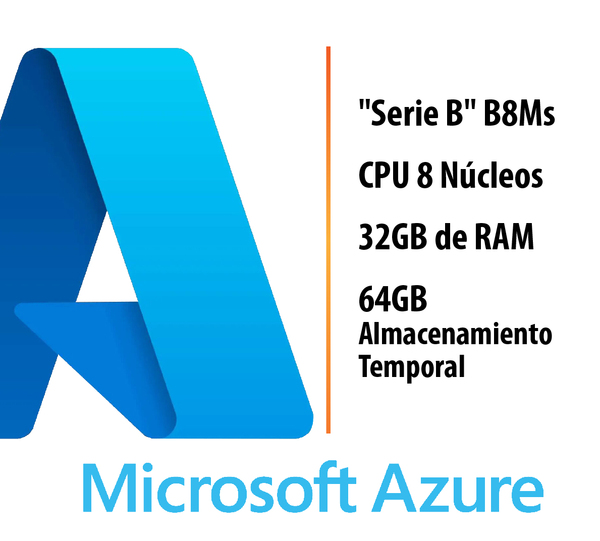 "Serie B" B8Ms
CPU 8 Núcleos
32GB de RAM
64GB
Almacenamiento
Temporal
Microsoft Azure